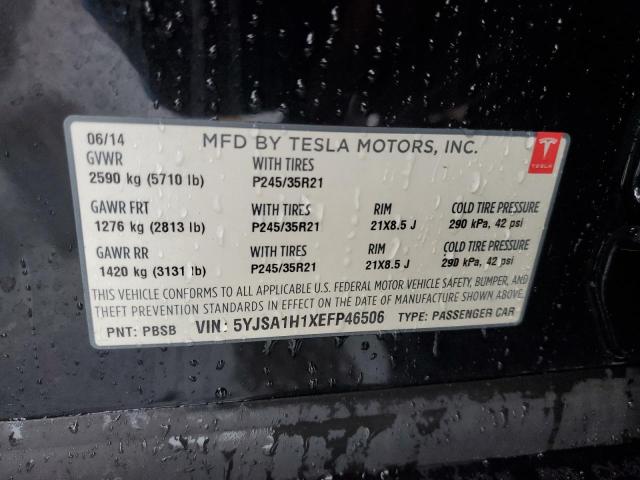 06/14 MFD BY TESLA MOTORS, INC.
GVWR WITH TIRES
2590 kg (5710 lb) P245/35R21
GAWR FRT WITH TIRES RIM COLD TIRE PRESSURE
1276 kg (2813 lb) P245/35R21 21X8.5 J 290 kPa, 42 psi
GAWR RR WITH TIRES RIM COLD TIRE PRESSURE
1420 kg (3131 lb) P245/35R21 21X8.5 J 290 kPa, 42 psi
THIS VEHICLE CONFORMS TO ALL APPLICABLE U.S. FEDERAL MOTOR VEHICLE SAFETY, BUMPER, AND
THEFT PREVENTION STANDARDS IN EFFECT ON THE DATE OF MANUFACTURE SHOWN ABOVE.
PNT: PBSB VIN: 5YJSA1H1XEFP46506 TYPE: PASSENGER CAR
TESLA